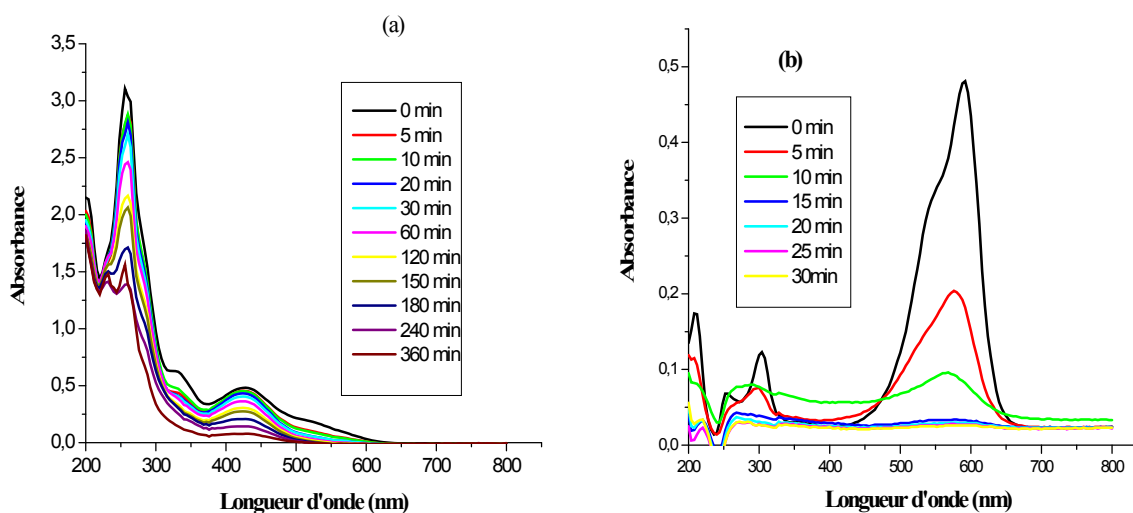 (a)
3,5
3,0
2,5
2,0
1,5
1,0
0,5
0,0
Absorbance
200 300 400 500 600 700 800
Longueur d'onde (nm)
0 min
5 min
10 min
20 min
30 min
60 min
120 min
150 min
180 min
240 min
360 min
(b)
0,5
0,4
0,3
0,2
0,1
0,0
Absorbance
200 300 400 500 600 700 800
Longueur d'onde (nm)
0 min
5 min
10 min
15 min
20 min
25 min
30min